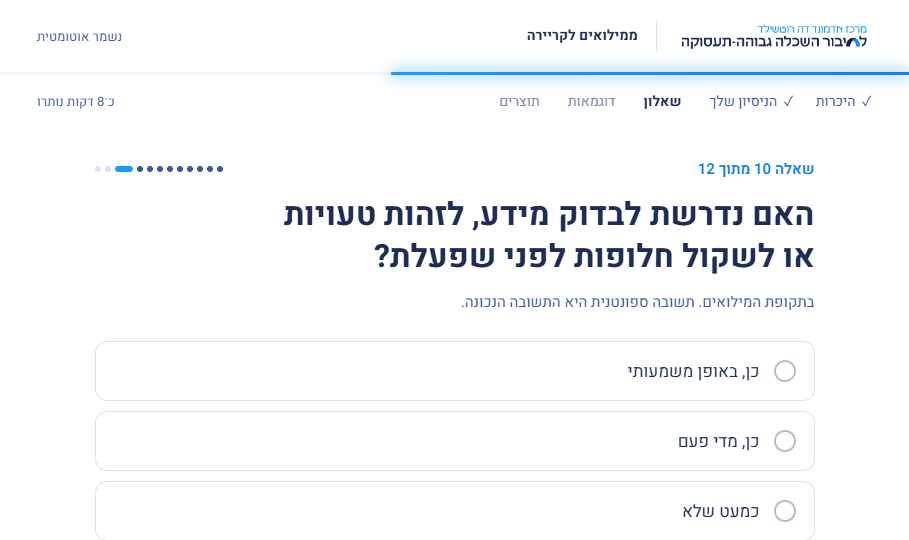 מרכז אדמונד דה רוטשילד
לחיבור השכלה גבוהה-תעסוקה
ממילואים לקריירה
נשמר אוטומטית
✓ היכרות ✓ הניסיון שלך שאלון דוגמאות תוצרים
כ־8 דקות נותרו
שאלה 10 מתוך 12
האם נדרשת לבדוק מידע, לזהות טעויות
או לשקול חלופות לפני שפעלת?
בתקופת המילואים. תשובה ספונטנית היא התשובה הנכונה.
כן, באופן משמעותי
כן, מדי פעם
כמעט שלא